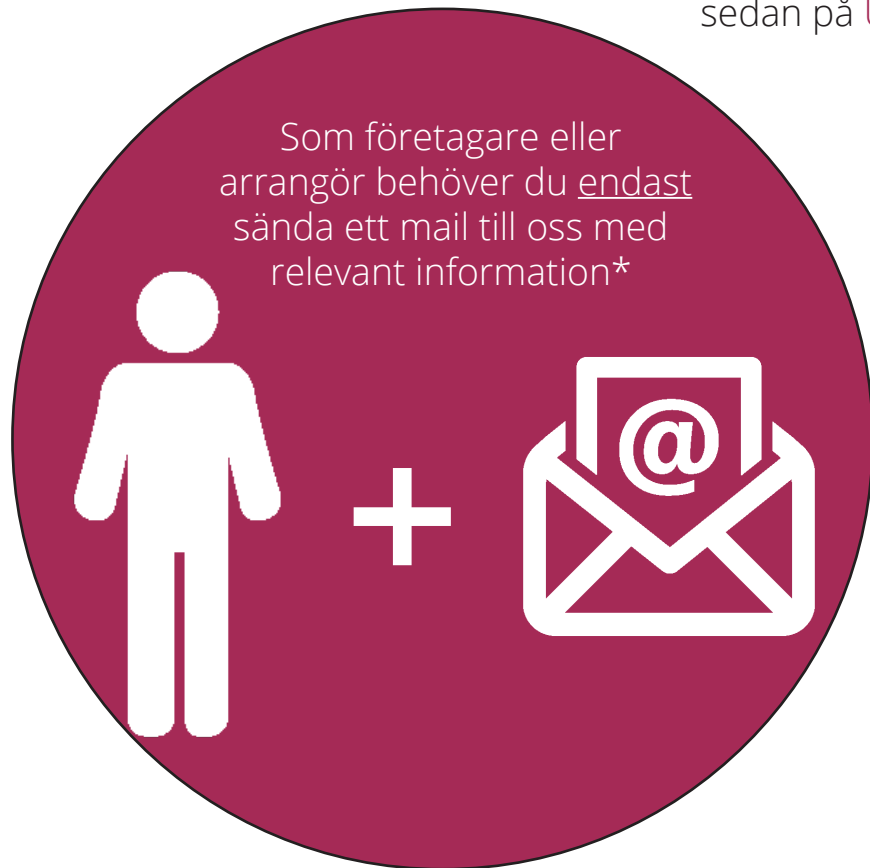 sedan på
Som företagare eller
arrangör behöver du endast
sända ett mail till oss med
relevant information*
@